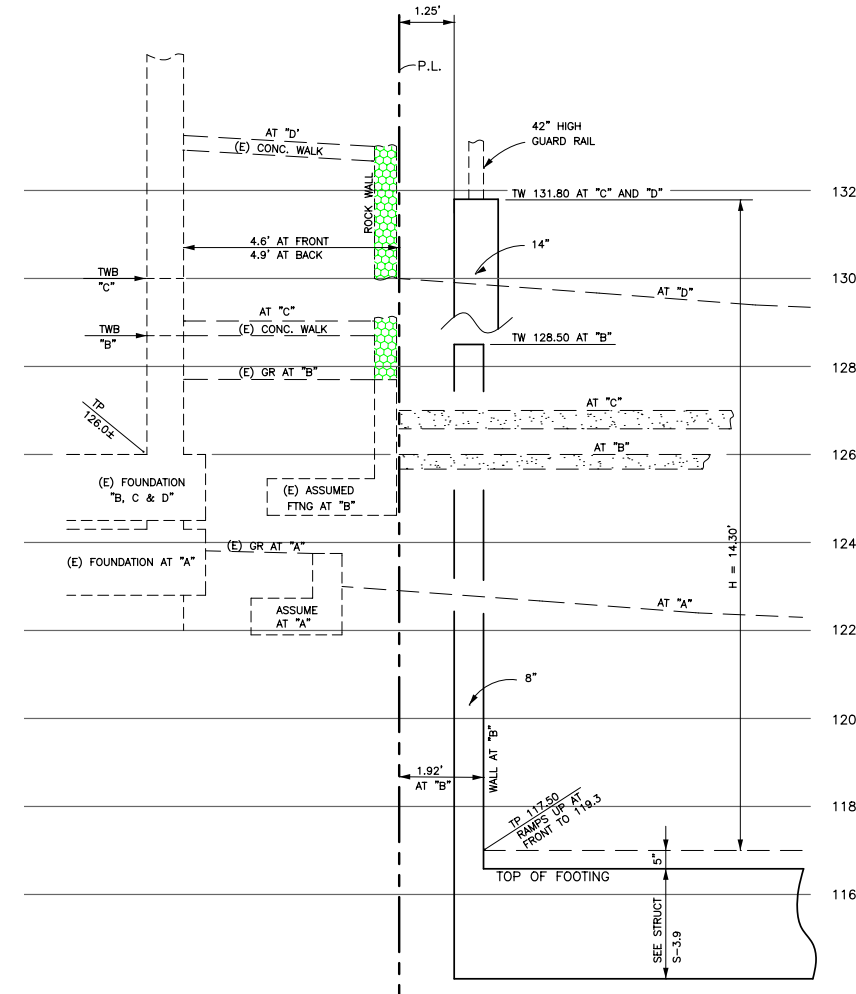 1.25'
P.L.
42" HIGH
GUARD RAIL
AT "D'
(E) CONC. WALK
ROCK WALL
132
TW 131.80 AT "C" AND "D"
4.6' AT FRONT
4.9' AT BACK
14"
TWB
"C"
130
AT "D"
AT "C"
(E) CONC. WALK
TWB
"B"
TW 128.50 AT "B"
128
(E) GR AT "B"
TP
126.0±
AT "C"
AT "B"
126
(E) FOUNDATION
"B, C & D"
(E) ASSUMED
FTNG AT "B"
H = 14.30'
124
(E) GR AT "A"
(E) FOUNDATION AT "A"
ASSUME
AT "A"
AT "A"
122
8"
120
WALL AT "B"
1.92'
AT "B"
TP 117.50
RAMPS UP AT
FRONT TO 119.3
118
5"
TOP OF FOOTING
116
SEE STRUCT
S-3.9